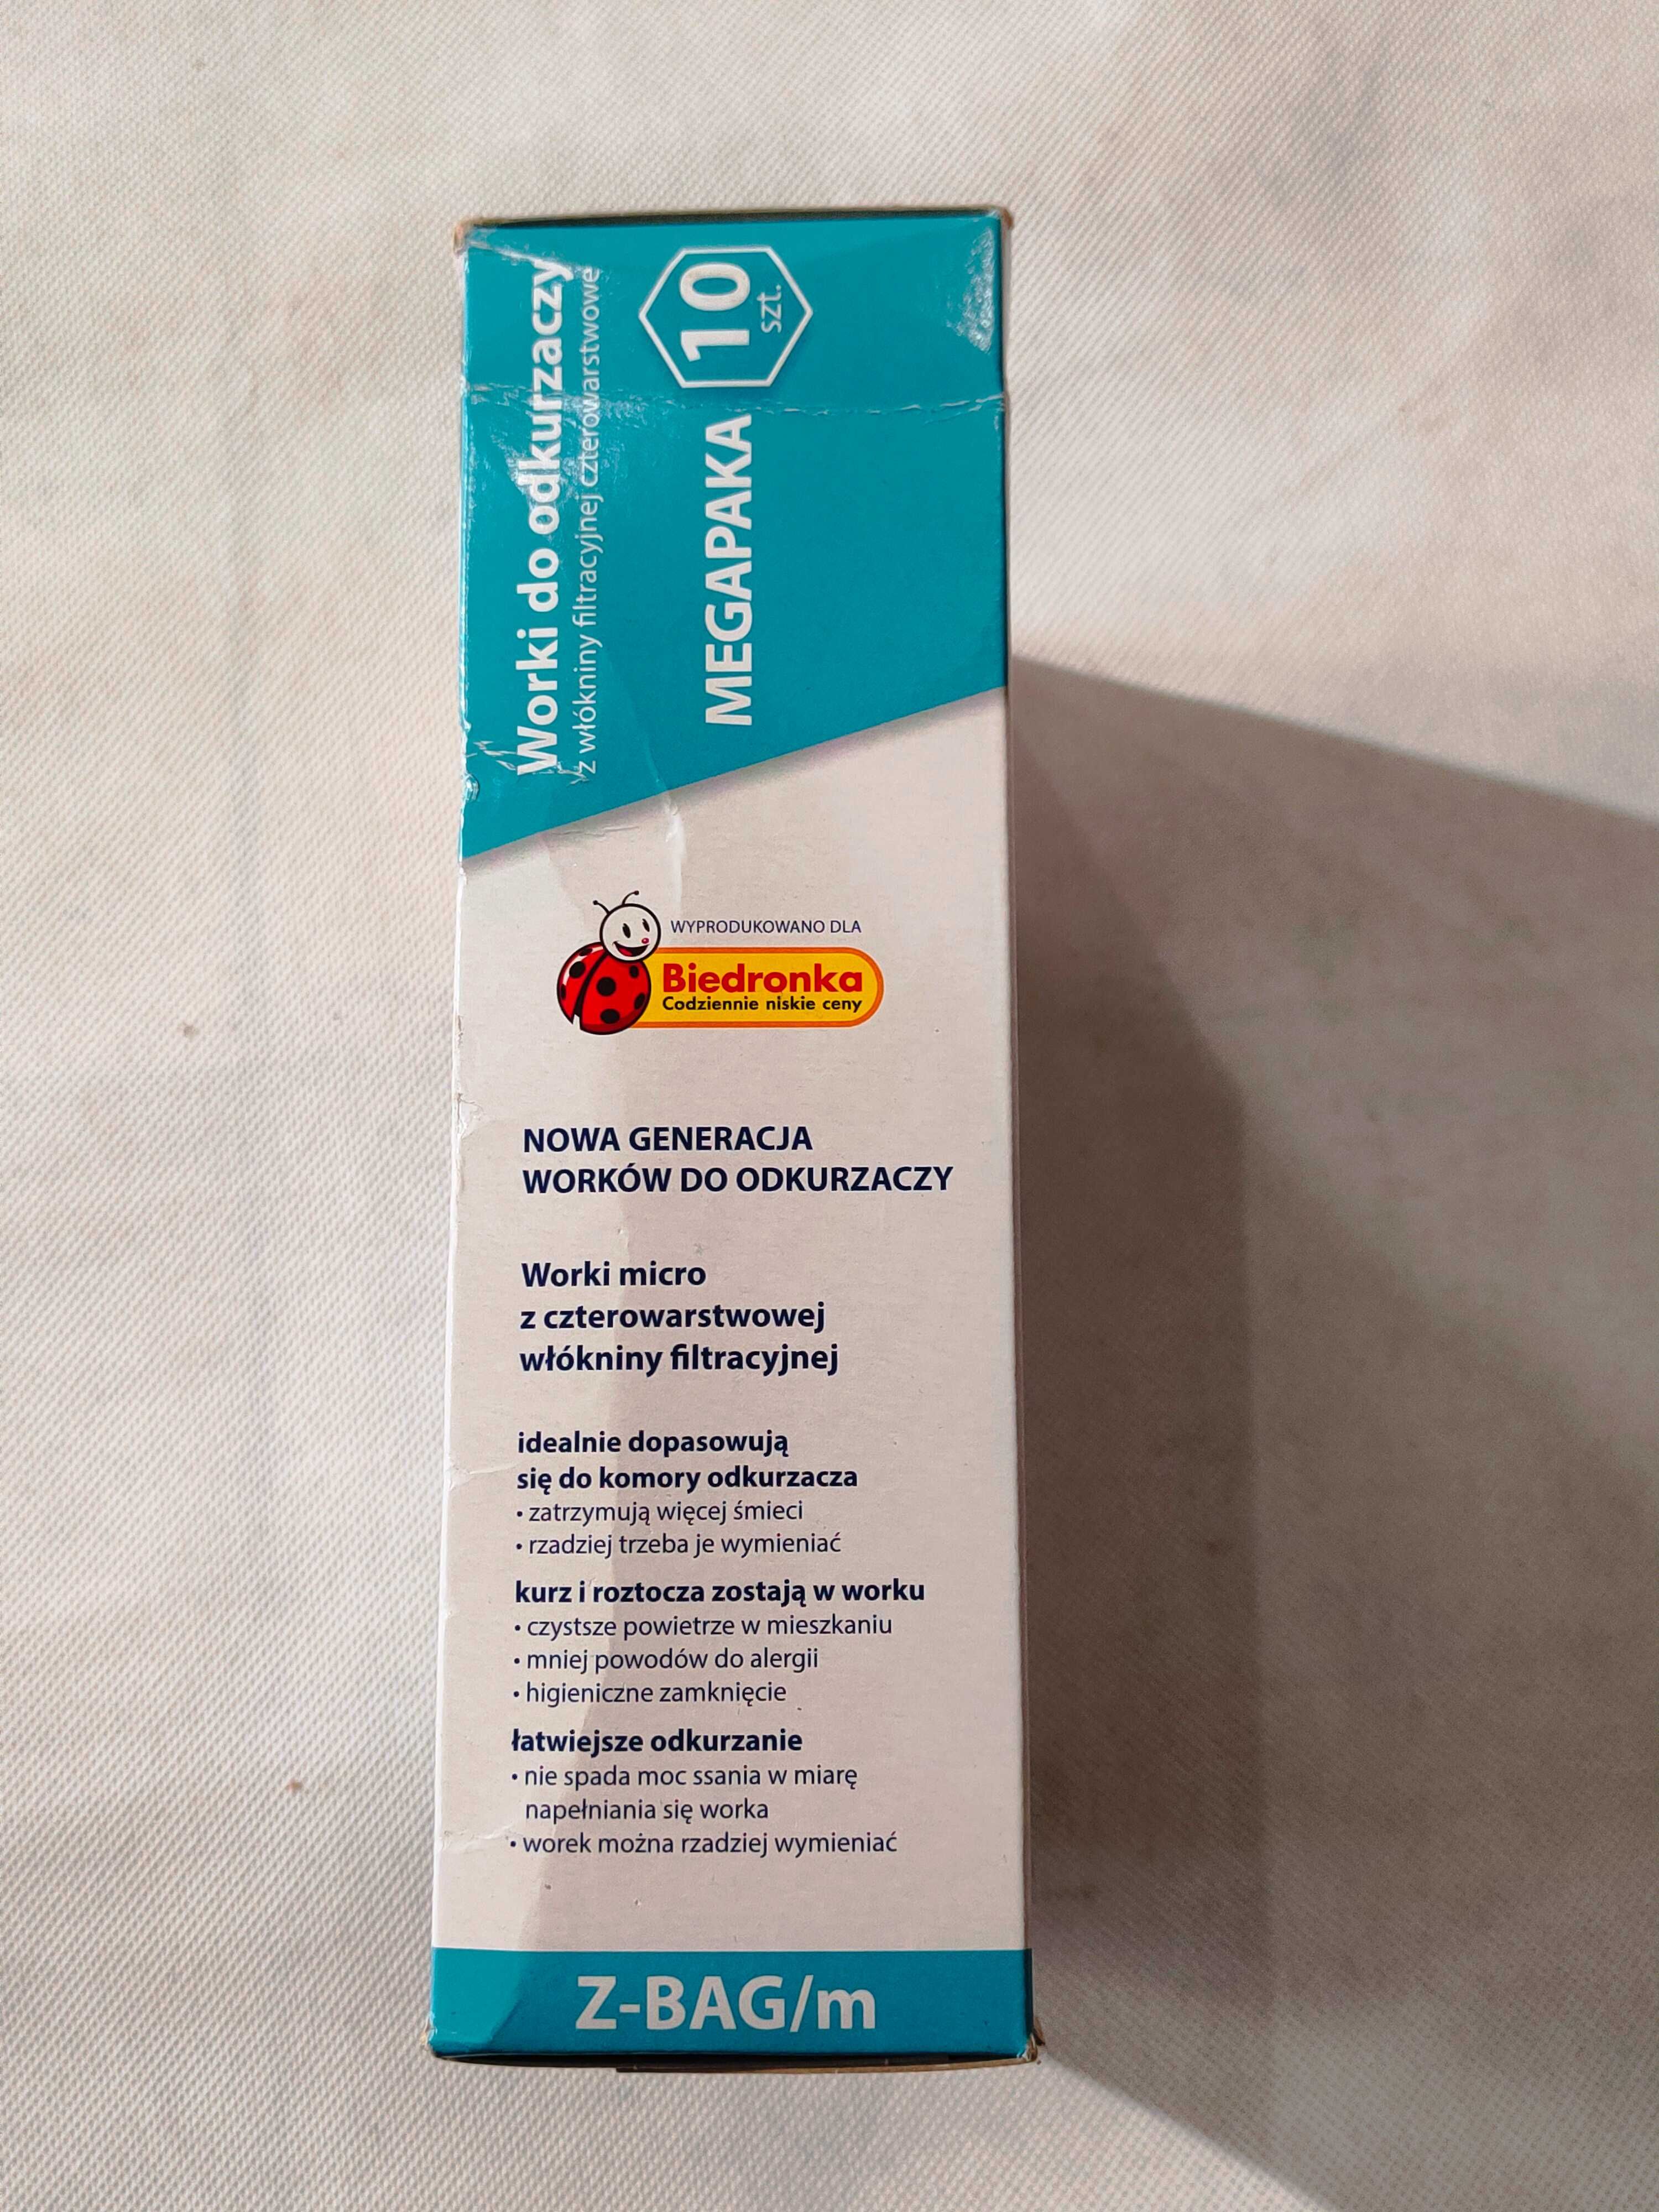 Worki do odkurzaczy
z włókniny filtracyjnej czterowarstwowe
MEGAPAKA
10
szt.
WYPRODUKOWANO DLA
Biedronka
Codziennie niskie ceny
NOWA GENERACJA
WORKÓW DO ODKURZACZY
Worki micro
z czterowarstwowej
włókniny filtracyjnej
idealnie dopasowują
się do komory odkurzacza
• zatrzymują więcej śmieci
• rzadziej trzeba je wymieniać
kurz i roztocza zostają w worku
• czystsze powietrze w mieszkaniu
• mniej powodów do alergii
• higieniczne zamknięcie
łatwiejsze odkurzanie
• nie spada moc ssania w miarę
napełniania się worka
• worek można rzadziej wymieniać
Z-BAG/m